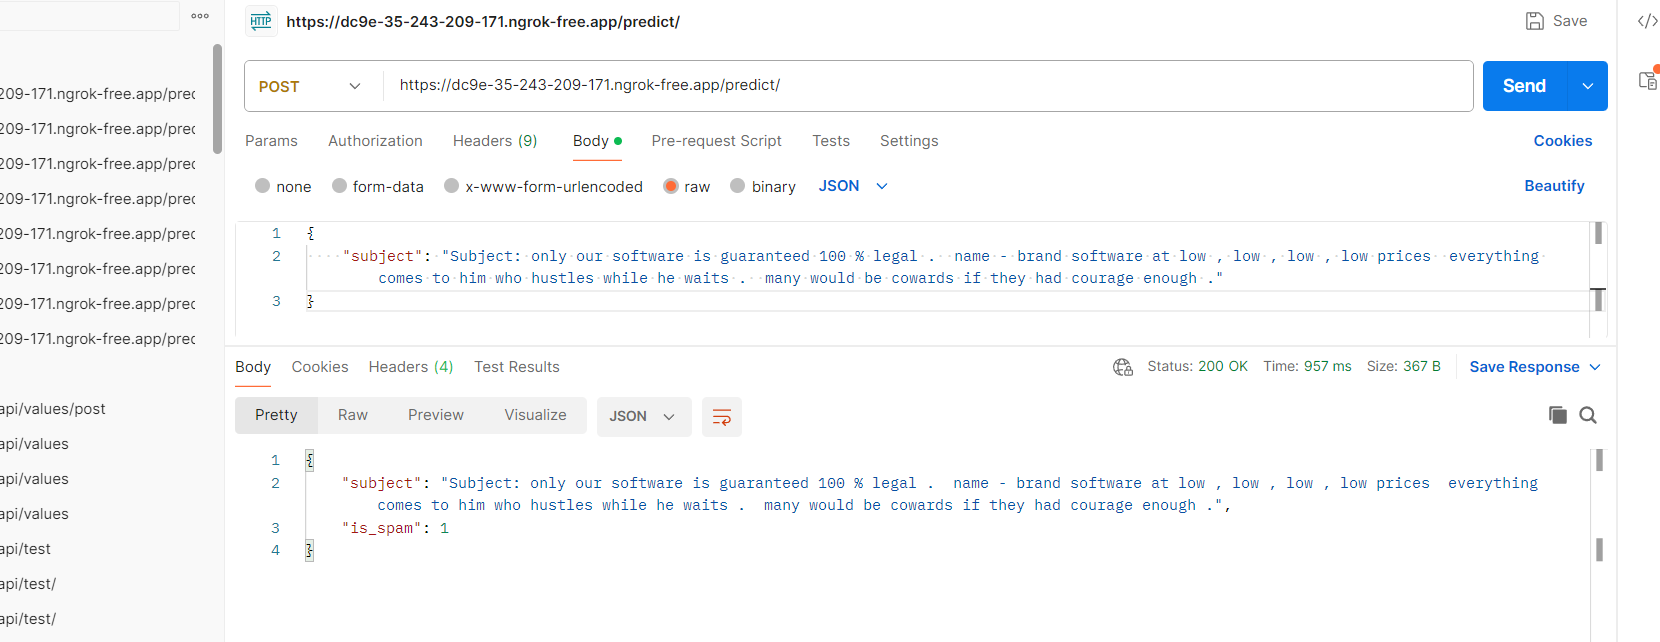 HTTP https://dc9e-35-243-209-171.ngrok-free.app/predict/
Save
POST https://dc9e-35-243-209-171.ngrok-free.app/predict/
Send
Params Authorization Headers (9) Body Pre-request Script Tests Settings Cookies
none form-data x-www-form-urlencoded raw binary JSON Beautify
1 {
2 "subject": "Subject: only our software is guaranteed 100 % legal .  name - brand software at low , low , low , low prices  everything
comes to him who hustles while he waits .  many would be cowards if they had courage enough ."
3 }
Body Cookies Headers (4) Test Results Status: 200 OK Time: 957 ms Size: 367 B Save Response
Pretty Raw Preview Visualize JSON
1 {
2 "subject": "Subject: only our software is guaranteed 100 % legal .  name - brand software at low , low , low , low prices  everything
comes to him who hustles while he waits .  many would be cowards if they had courage enough .",
3 "is_spam": 1
4 }
209-171.ngrok-free.app/prec
209-171.ngrok-free.app/prec
209-171.ngrok-free.app/prec
209-171.ngrok-free.app/prec
209-171.ngrok-free.app/prec
209-171.ngrok-free.app/prec
209-171.ngrok-free.app/prec
209-171.ngrok-free.app/prec
api/values/post
api/values
api/values
api/values
api/test
api/test/
api/test/